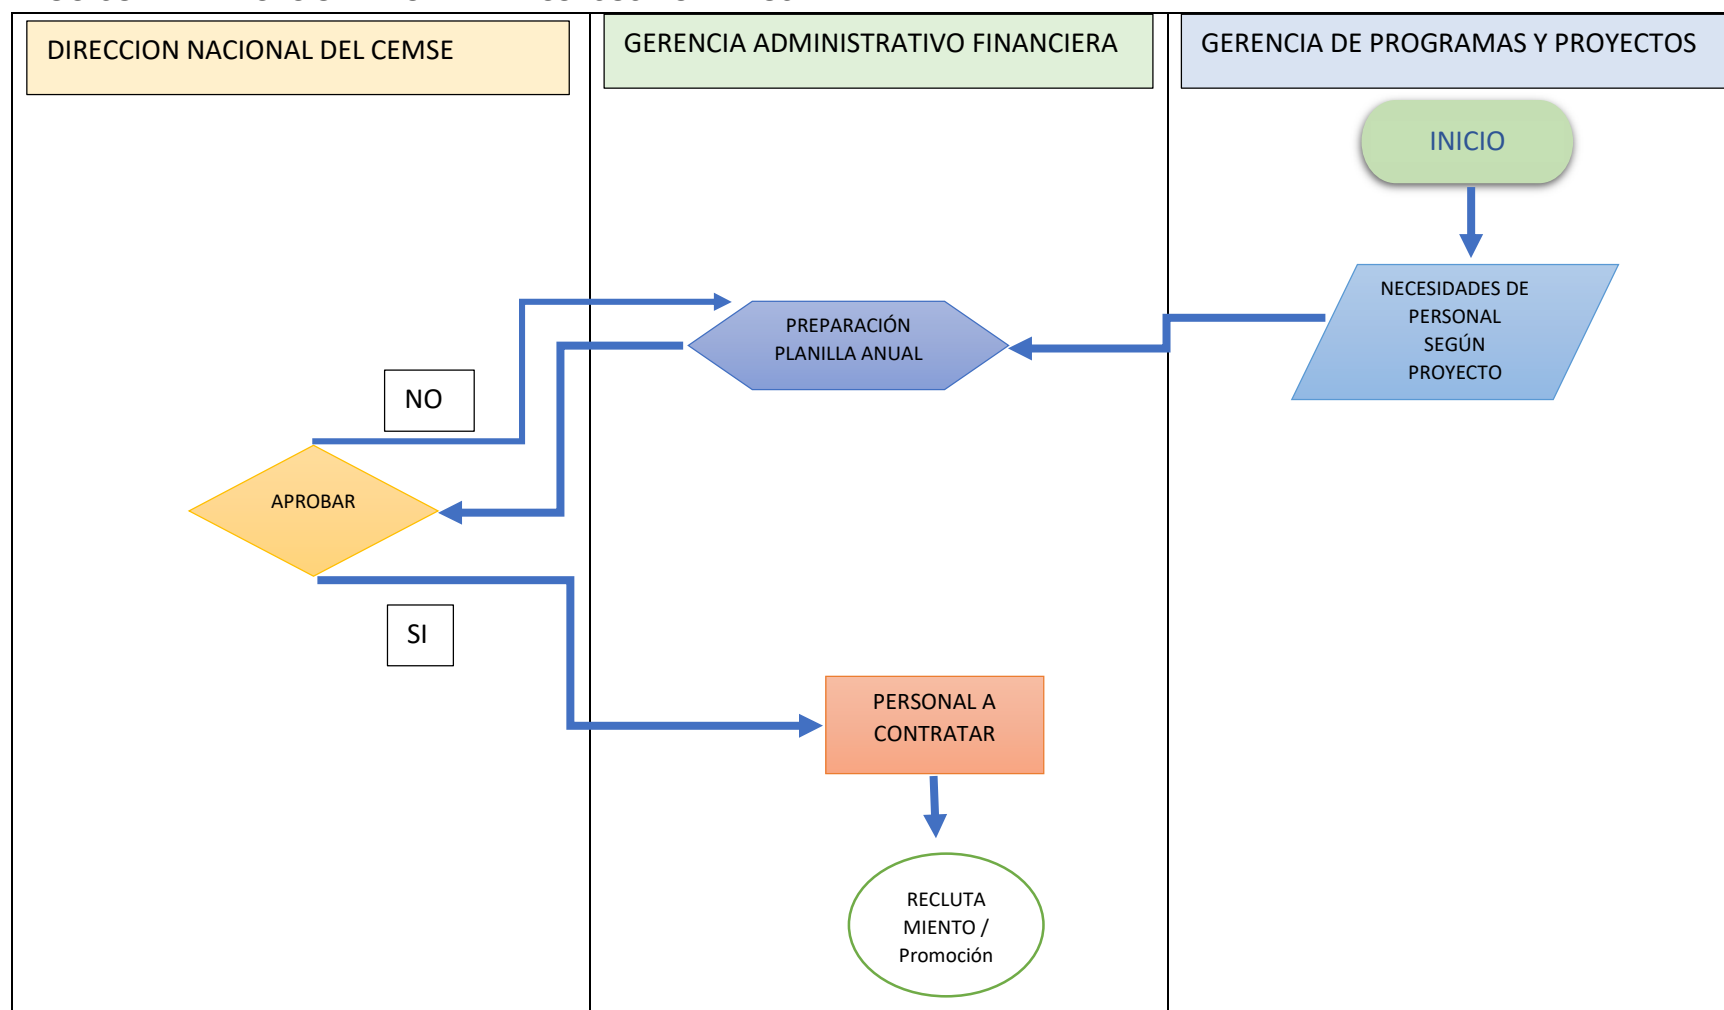 DIRECCION NACIONAL DEL CEMSE
GERENCIA ADMINISTRATIVO FINANCIERA
GERENCIA DE PROGRAMAS Y PROYECTOS
INICIO
NECESIDADES DE
PERSONAL
SEGÚN
PROYECTO
PREPARACIÓN
PLANILLA ANUAL
NO
APROBAR
SI
PERSONAL A
CONTRATAR
RECLUTA
MIENTO /
Promoción